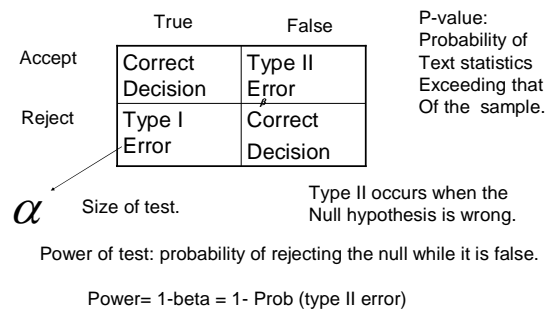 True False
Accept
Correct
Decision
Type II
Error
β
Reject
Type I
Error
Correct
Decision
P-value:
Probability of
Text statistics
Exceeding that
Of the sample.
α
Size of test.
Type II occurs when the
Null hypothesis is wrong.
Power of test: probability of rejecting the null while it is false.
Power= 1-beta = 1- Prob (type II error)